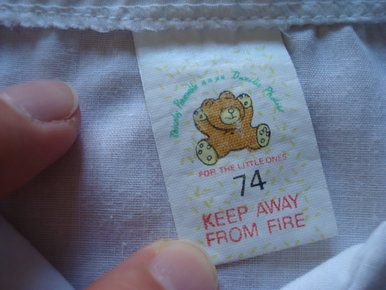 FOR THE LITTLE ONES
74
KEEP AWAY
FROM FIRE